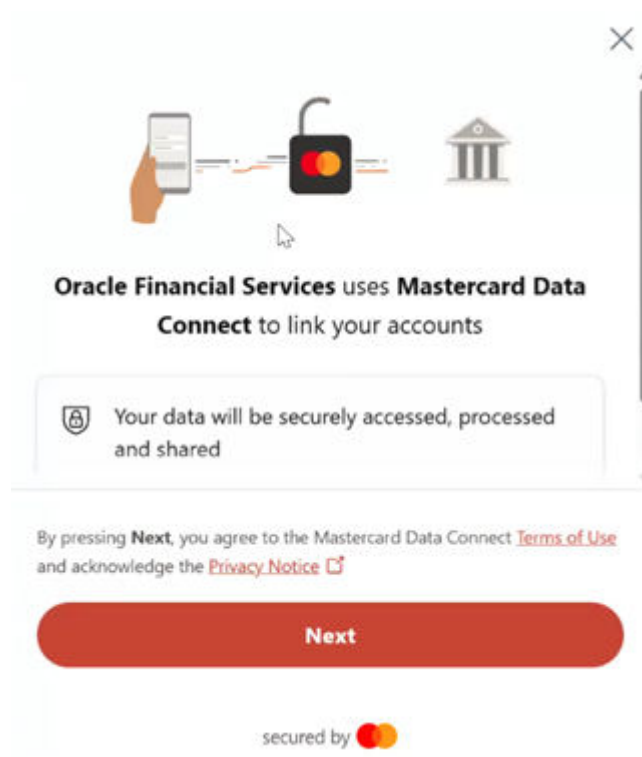 Oracle Financial Services uses Mastercard Data
Connect to link your accounts
Your data will be securely accessed, processed
and shared
By pressing Next, you agree to the Mastercard Data Connect Terms of Use
and acknowledge the Privacy Notice
Next
secured by